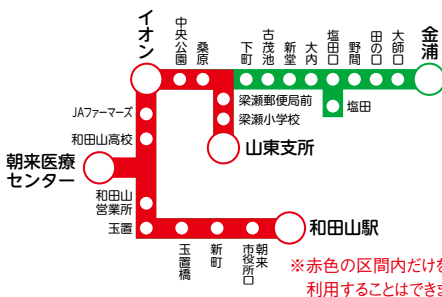 イオン
中央公園
桑原
下町
古茂池
新堂
大内
塩田口
野間
田の口
大師口
金浦
JAファーマーズ
和田山高校
朝来医療
センター
和田山
営業所
玉置
梁瀬郵便局前
梁瀬小学校
山東支所
塩田
玉置橋
新町
朝来
市役所口
和田山駅
※赤色の区間内だけを
利用することはできま